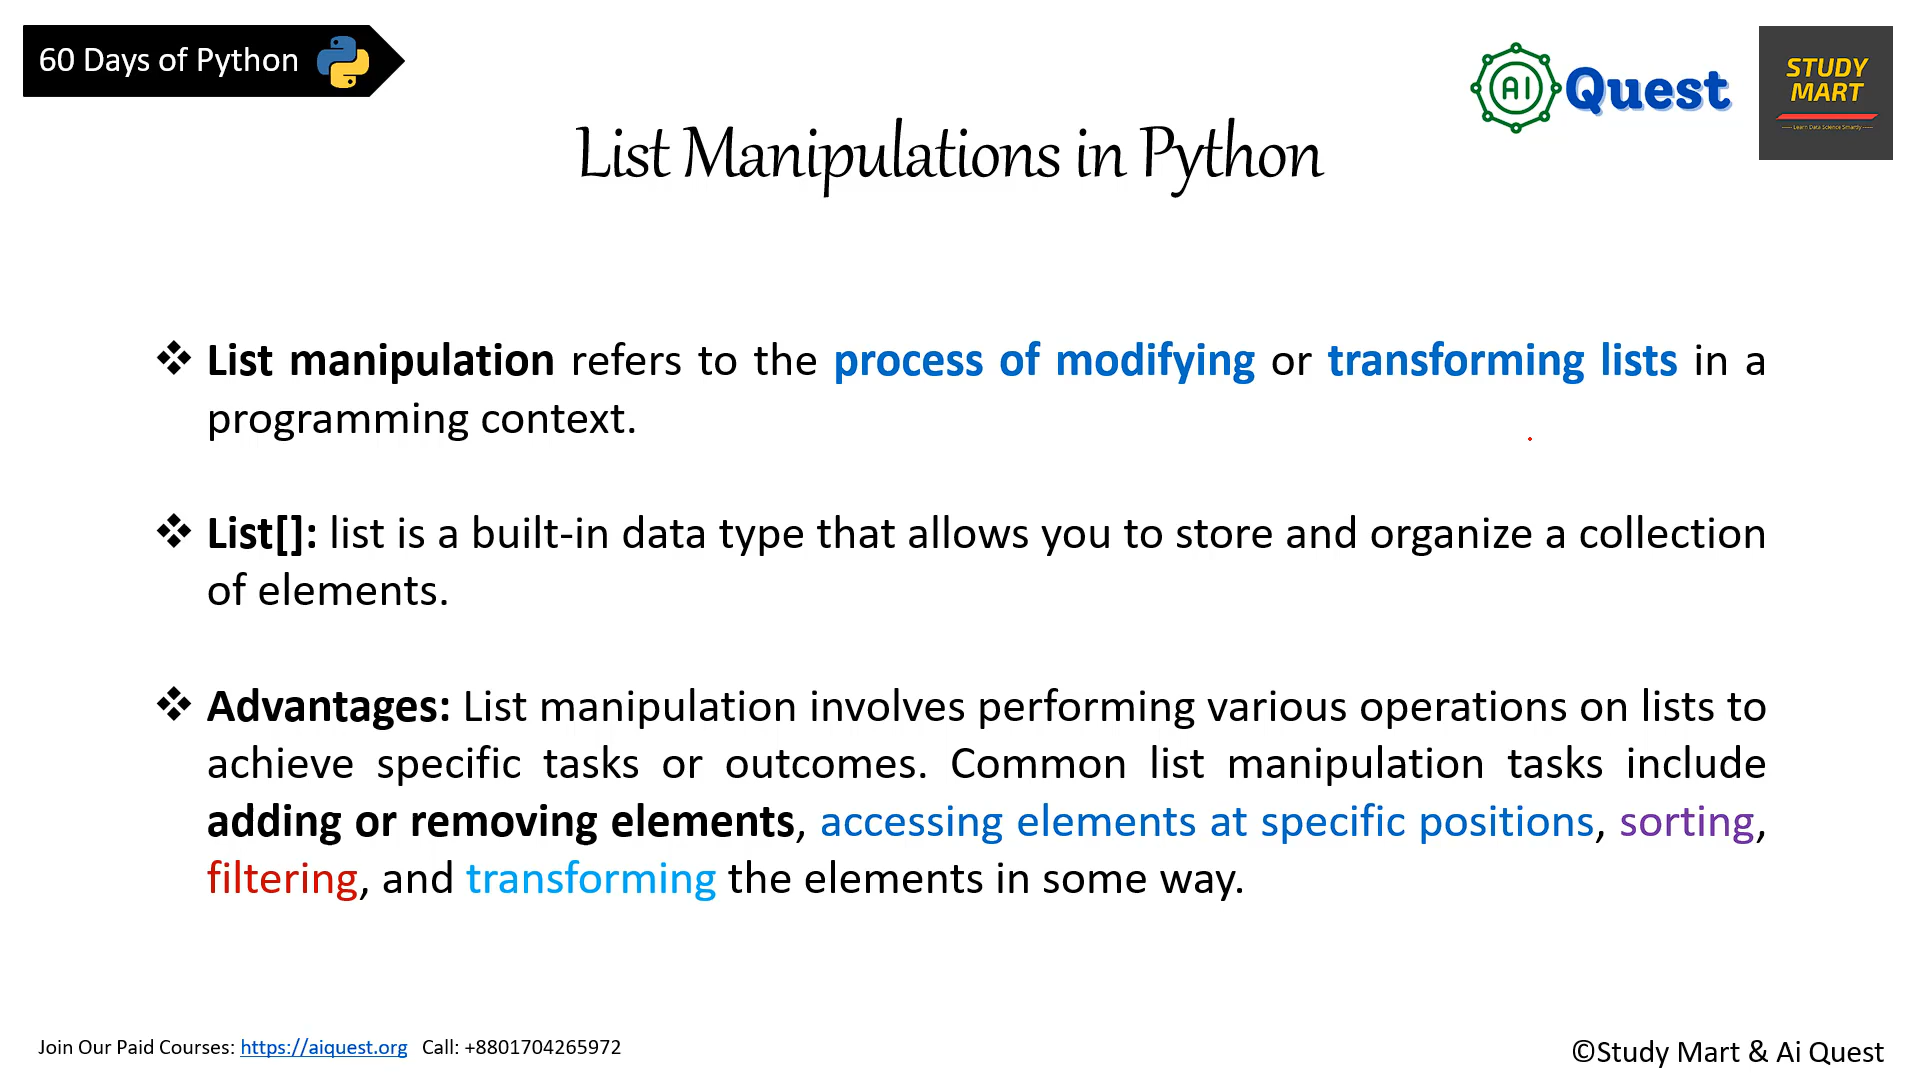 60 Days of Python
AI Quest
STUDY
MART
Learn Data Science Smartly
List Manipulations in Python
❖ List manipulation refers to the process of modifying or transforming lists in a
programming context.
❖ List[]: list is a built-in data type that allows you to store and organize a collection
of elements.
❖ Advantages: List manipulation involves performing various operations on lists to
achieve specific tasks or outcomes. Common list manipulation tasks include
adding or removing elements, accessing elements at specific positions, sorting,
filtering, and transforming the elements in some way.
Join Our Paid Courses: https://aiquest.org Call: +8801704265972
©Study Mart & Ai Quest